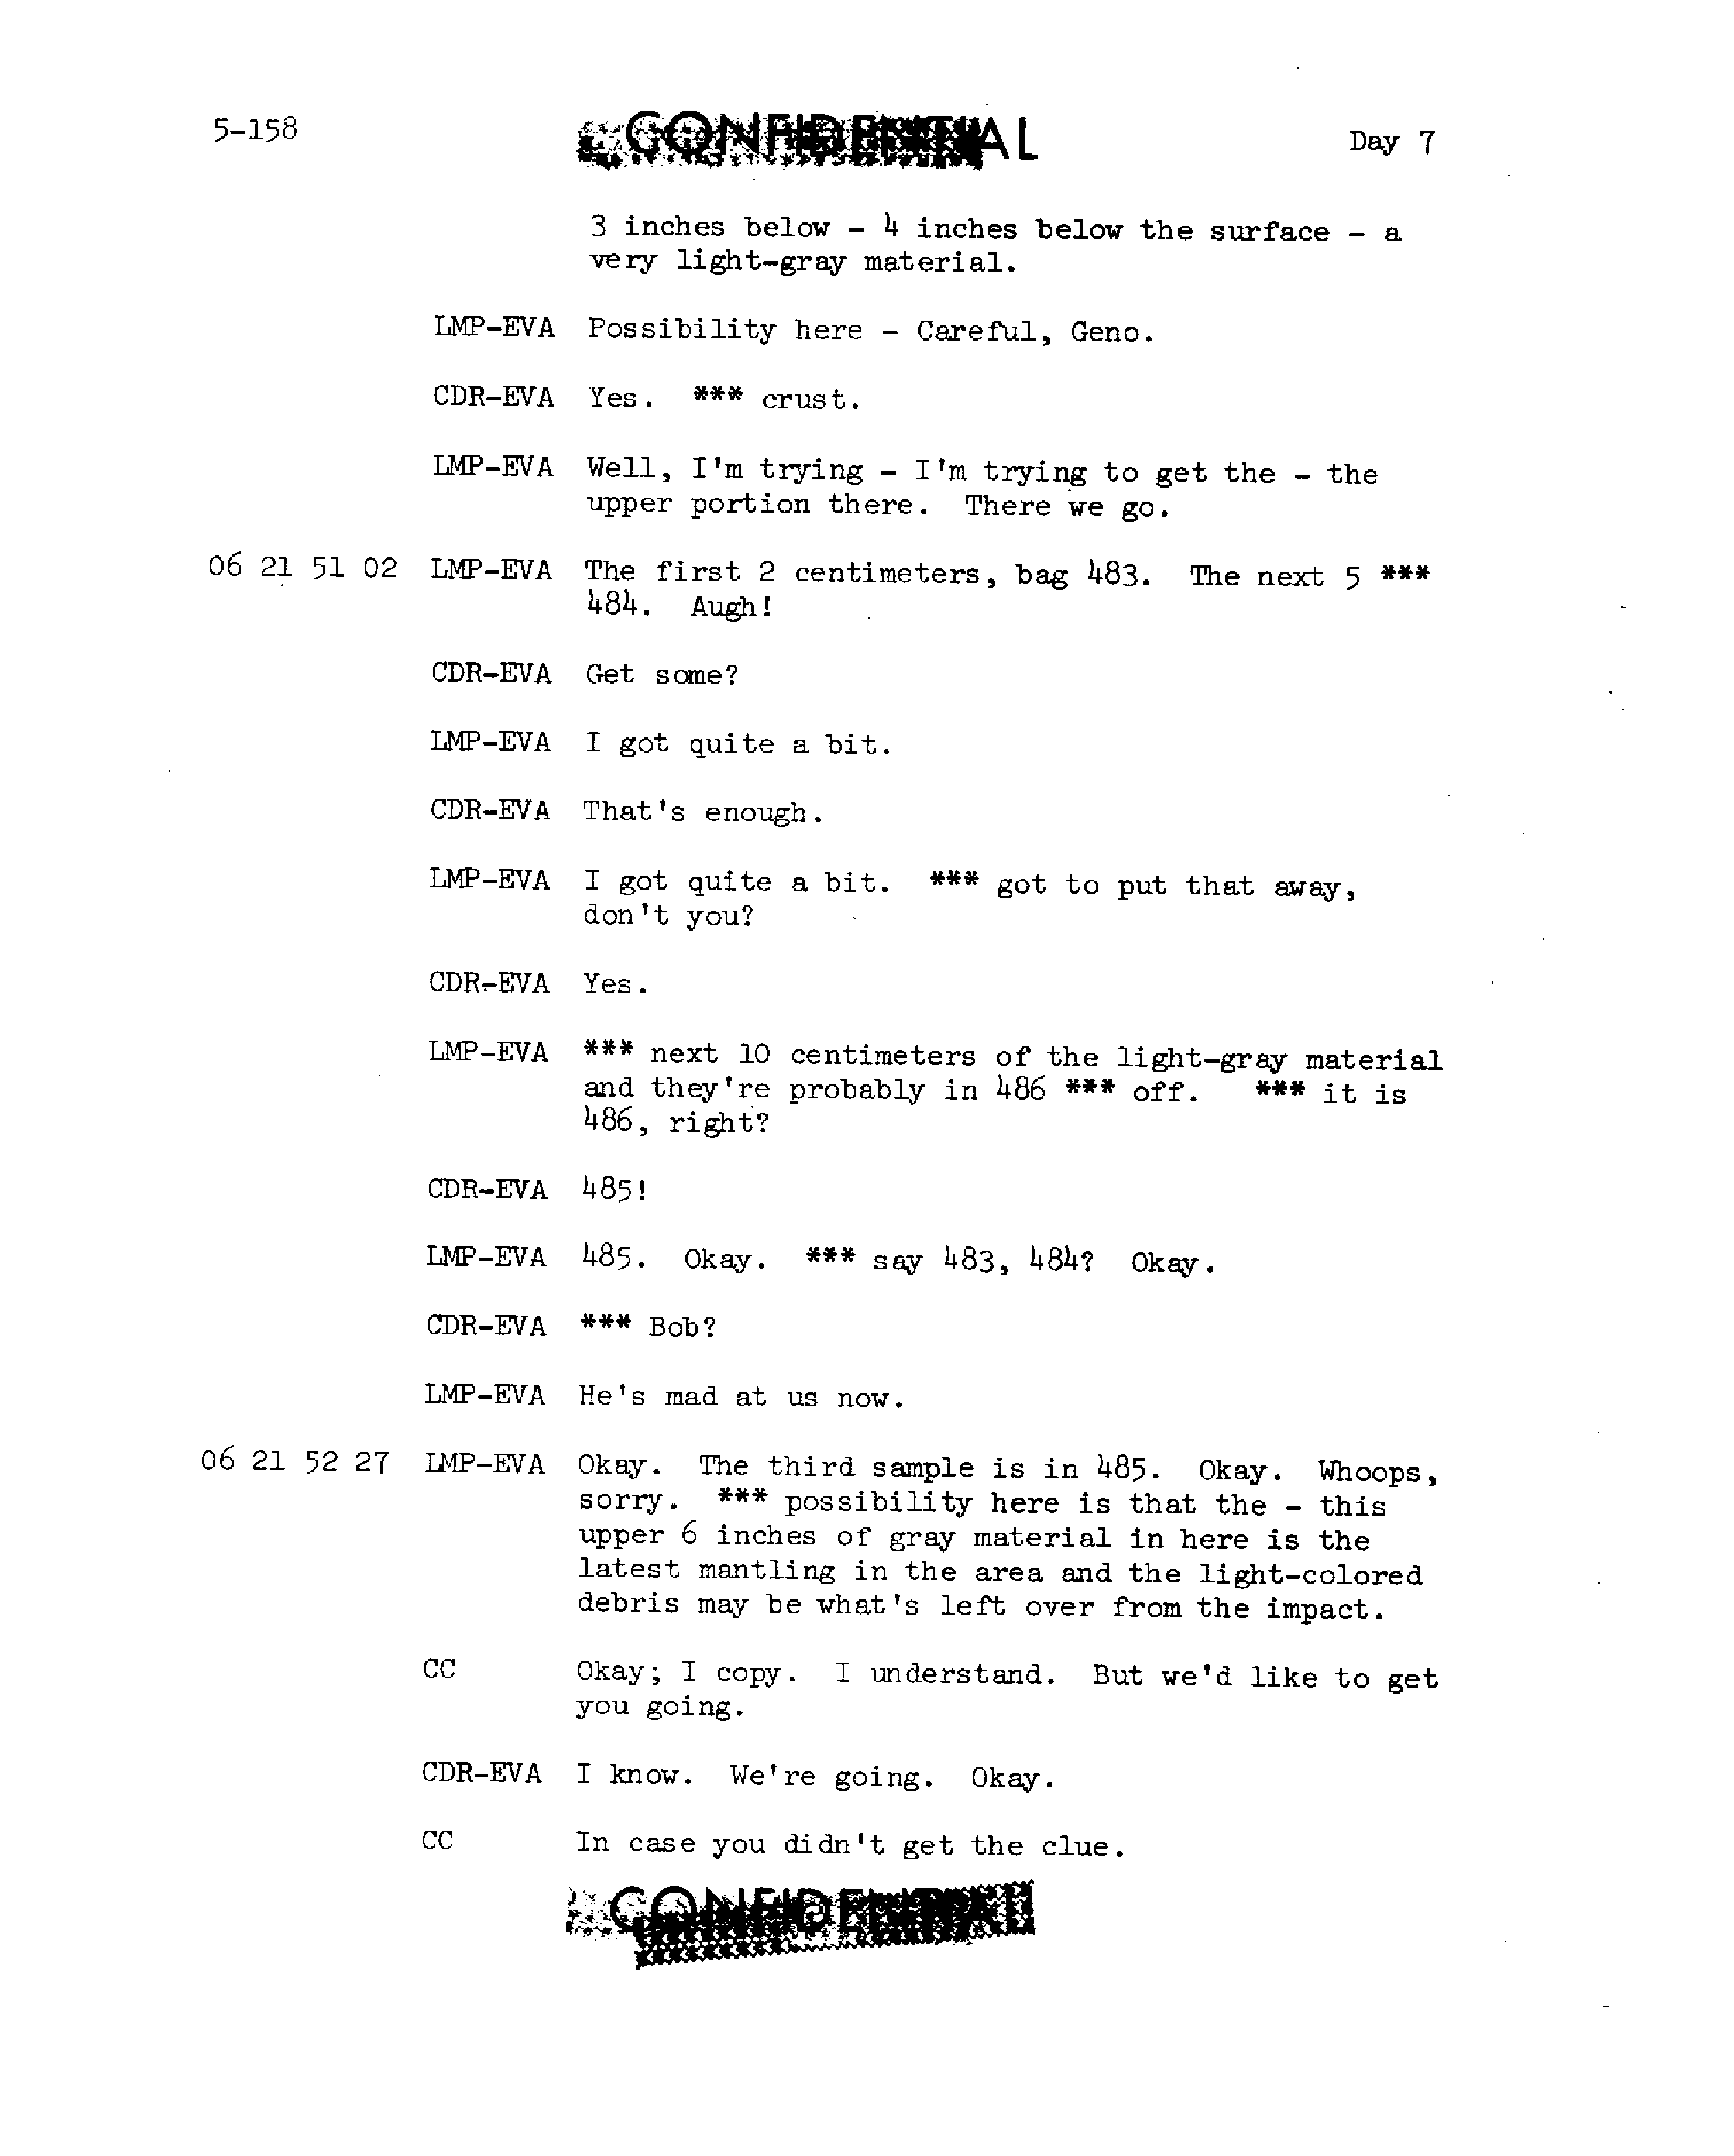 5-158 CONFIDENTIAL Day 7
3 inches below - 4 inches below the surface - a
very light-gray material.
LMP-EVA Possibility here - Careful, Geno.
CDR-EVA Yes. *** crust.
LMP-EVA Well, I'm trying - I'm trying to get the - the
upper portion there. There we go.
06 21 51 02 LMP-EVA The first 2 centimeters, bag 483. The next 5 ***
484. Augh!
CDR-EVA Get some?
LMP-EVA I got quite a bit.
CDR-EVA That's enough.
LMP-EVA I got quite a bit. *** got to put that away,
don't you?
CDR-EVA Yes.
LMP-EVA *** next 10 centimeters of the light-gray material
and they're probably in 486 *** off. *** it is
486, right?
CDR-EVA 485!
LMP-EVA 485. Okay. *** say 483, 484? Okay.
CDR-EVA *** Bob?
LMP-EVA He's mad at us now.
06 21 52 27 LMP-EVA Okay. The third sample is in 485. Okay. Whoops,
sorry. *** possibility here is that the - this
upper 6 inches of gray material in here is the
latest mantling in the area and the light-colored
debris may be what's left over from the impact.
CC Okay; I copy. I understand. But we'd like to get
you going.
CDR-EVA I know. We're going. Okay.
CC In case you didn't get the clue.
CONFIDENTIAL